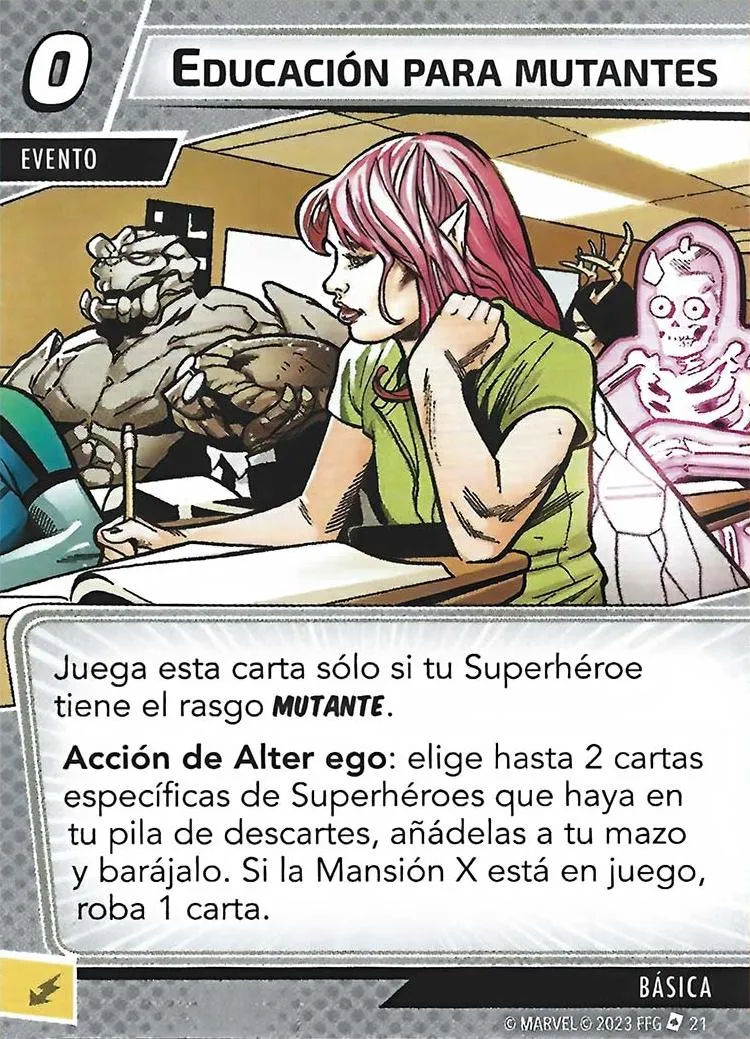 0
EDUCACIÓN PARA MUTANTES
EVENTO
Juega esta carta sólo si tu Superhéroe
tiene el rasgo MUTANTE.
Acción de Alter ego: elige hasta 2 cartas
específicas de Superhéroes que haya en
tu pila de descartes, añádelas a tu mazo
y barájalo. Si la Mansión X está en juego,
roba 1 carta.
BÁSICA
© MARVEL © 2023 FFG 21